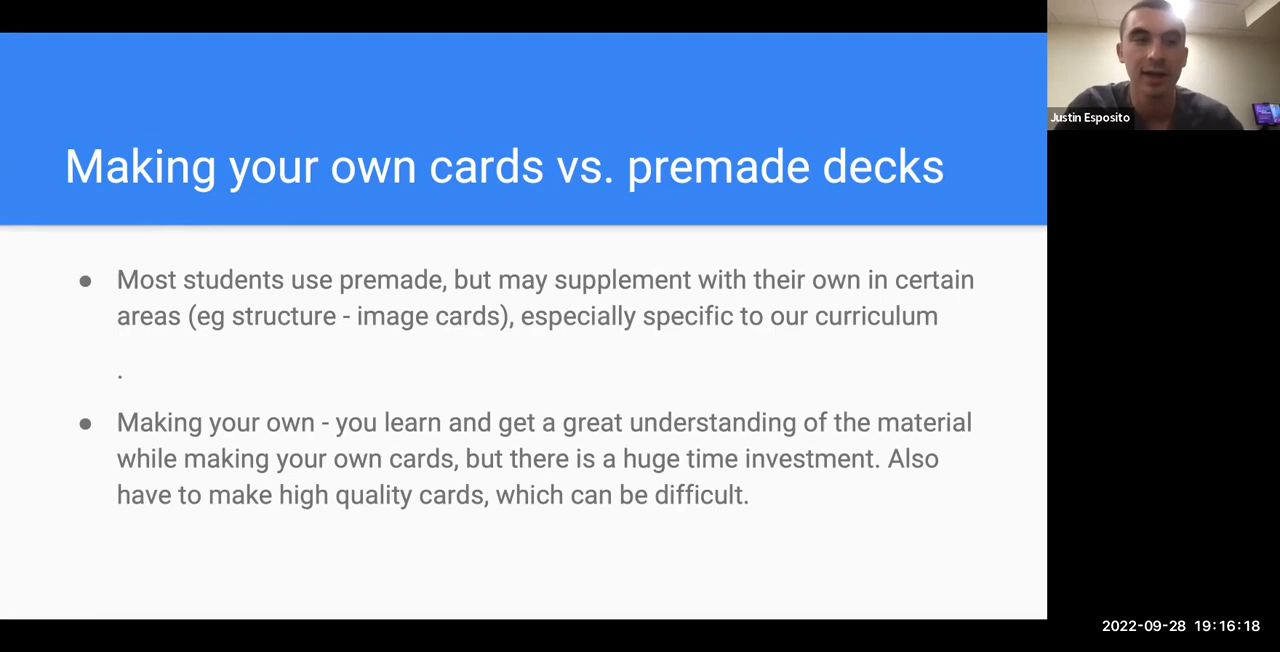 Making your own cards vs. premade decks
Justin Esposito
● Most students use premade, but may supplement with their own in certain
areas (eg structure - image cards), especially specific to our curriculum
.
● Making your own - you learn and get a great understanding of the material
while making your own cards, but there is a huge time investment. Also
have to make high quality cards, which can be difficult.
2022-09-28 19:16:18